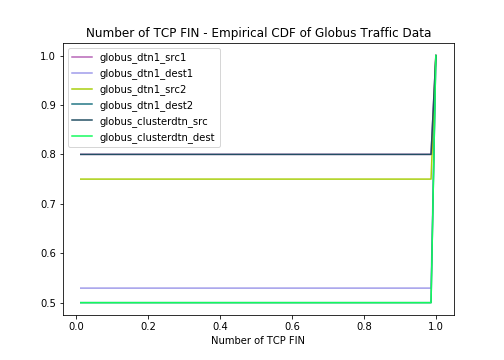 Number of TCP FIN - Empirical CDF of Globus Traffic Data
globus_dtn1_src1
globus_dtn1_dest1
globus_dtn1_src2
globus_dtn1_dest2
globus_clusterdtn_src
globus_clusterdtn_dest
1.0
0.9
0.8
0.7
0.6
0.5
0.0 0.2 0.4 0.6 0.8 1.0
Number of TCP FIN